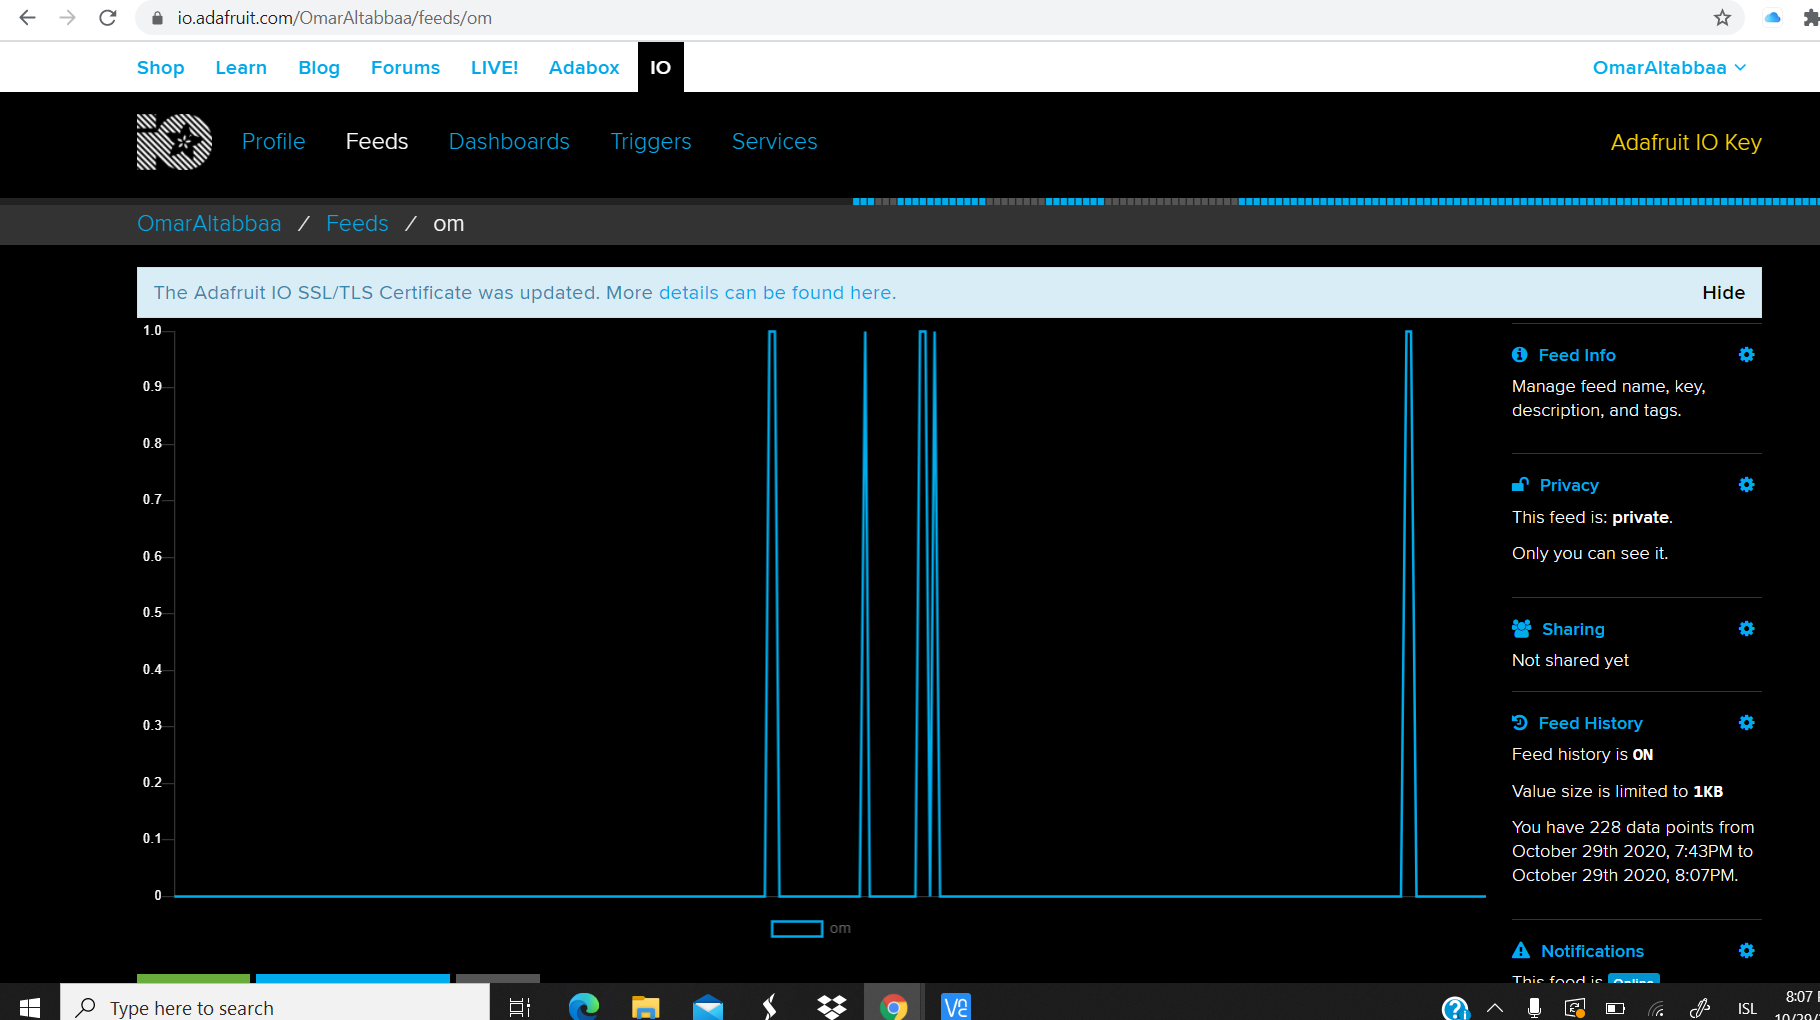 io.adafruit.com/OmarAltabbaa/feeds/om
Shop Learn Blog Forums LIVE! Adabox IO OmarAltabbaa
iO Profile Feeds Dashboards Triggers Services Adafruit IO Key
OmarAltabbaa / Feeds / om
The Adafruit IO SSL/TLS Certificate was updated. More details can be found here. Hide
1.0
0.9
0.8
0.7
0.6
0.5
0.4
0.3
0.2
0.1
0
om
Feed Info
Manage feed name, key,
description, and tags.
Privacy
This feed is: private.
Only you can see it.
Sharing
Not shared yet
Feed History
Feed history is ON
Value size is limited to 1KB
You have 228 data points from
October 29th 2020, 7:43PM to
October 29th 2020, 8:07PM.
Notifications
This feed is Online
Type here to search
V2
ISL
8:07